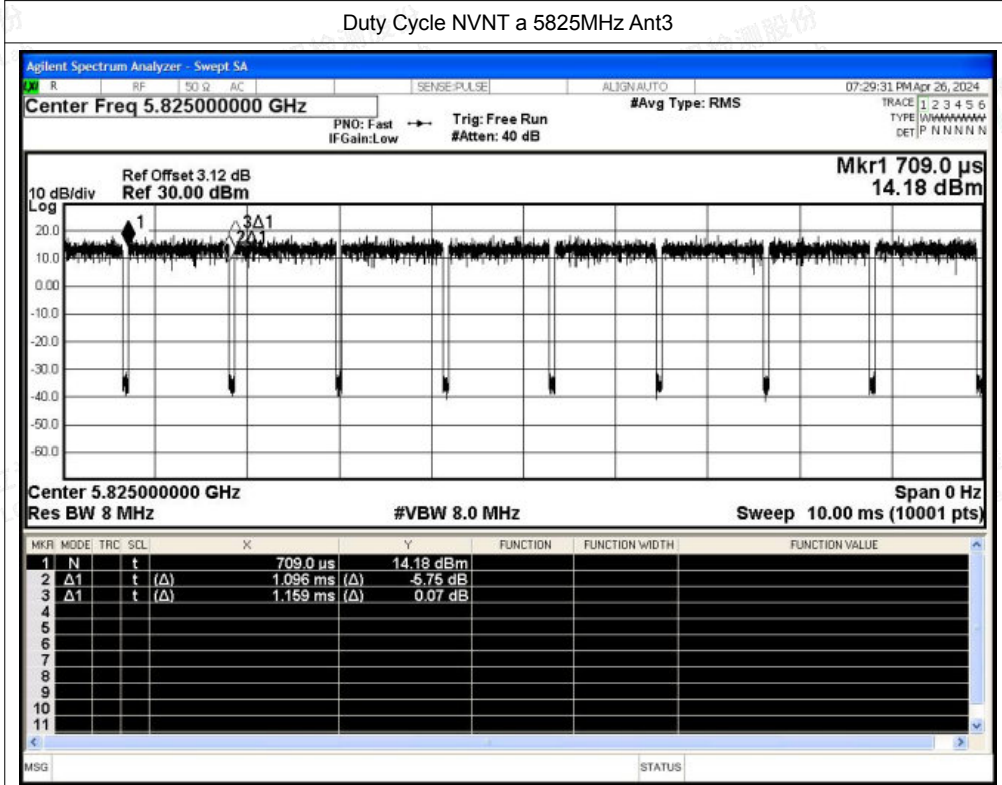 Duty Cycle NVNT a 5825MHz Ant3
Agilent Spectrum Analyzer - Swept SA
LXI R RF 50 Ω AC SENSE:PULSE ALIGN AUTO 07:29:31 PM Apr 26, 2024
Center Freq 5.825000000 GHz #Avg Type: RMS TRACE 1 2 3 4 5 6
PNO: Fast Trig: Free Run TYPE WWWWWW
IFGain:Low #Atten: 40 dB DET P N N N N N
Mkr1 709.0 µs
14.18 dBm
Ref Offset 3.12 dB
10 dB/div Ref 30.00 dBm
Log
1 3Δ1
20.0 2Δ1
10.0
0.00
-10.0
-20.0
-30.0
-40.0
-50.0
-60.0
Center 5.825000000 GHz Span 0 Hz
Res BW 8 MHz #VBW 8.0 MHz Sweep 10.00 ms (10001 pts)
MKR MODE TRC SCL X Y FUNCTION FUNCTION WIDTH FUNCTION VALUE
1 N t 709.0 µs 14.18 dBm
2 Δ1 t (Δ) 1.096 ms (Δ) -5.75 dB
3 Δ1 t (Δ) 1.159 ms (Δ) 0.07 dB
4
5
6
7
8
9
10
11
MSG STATUS